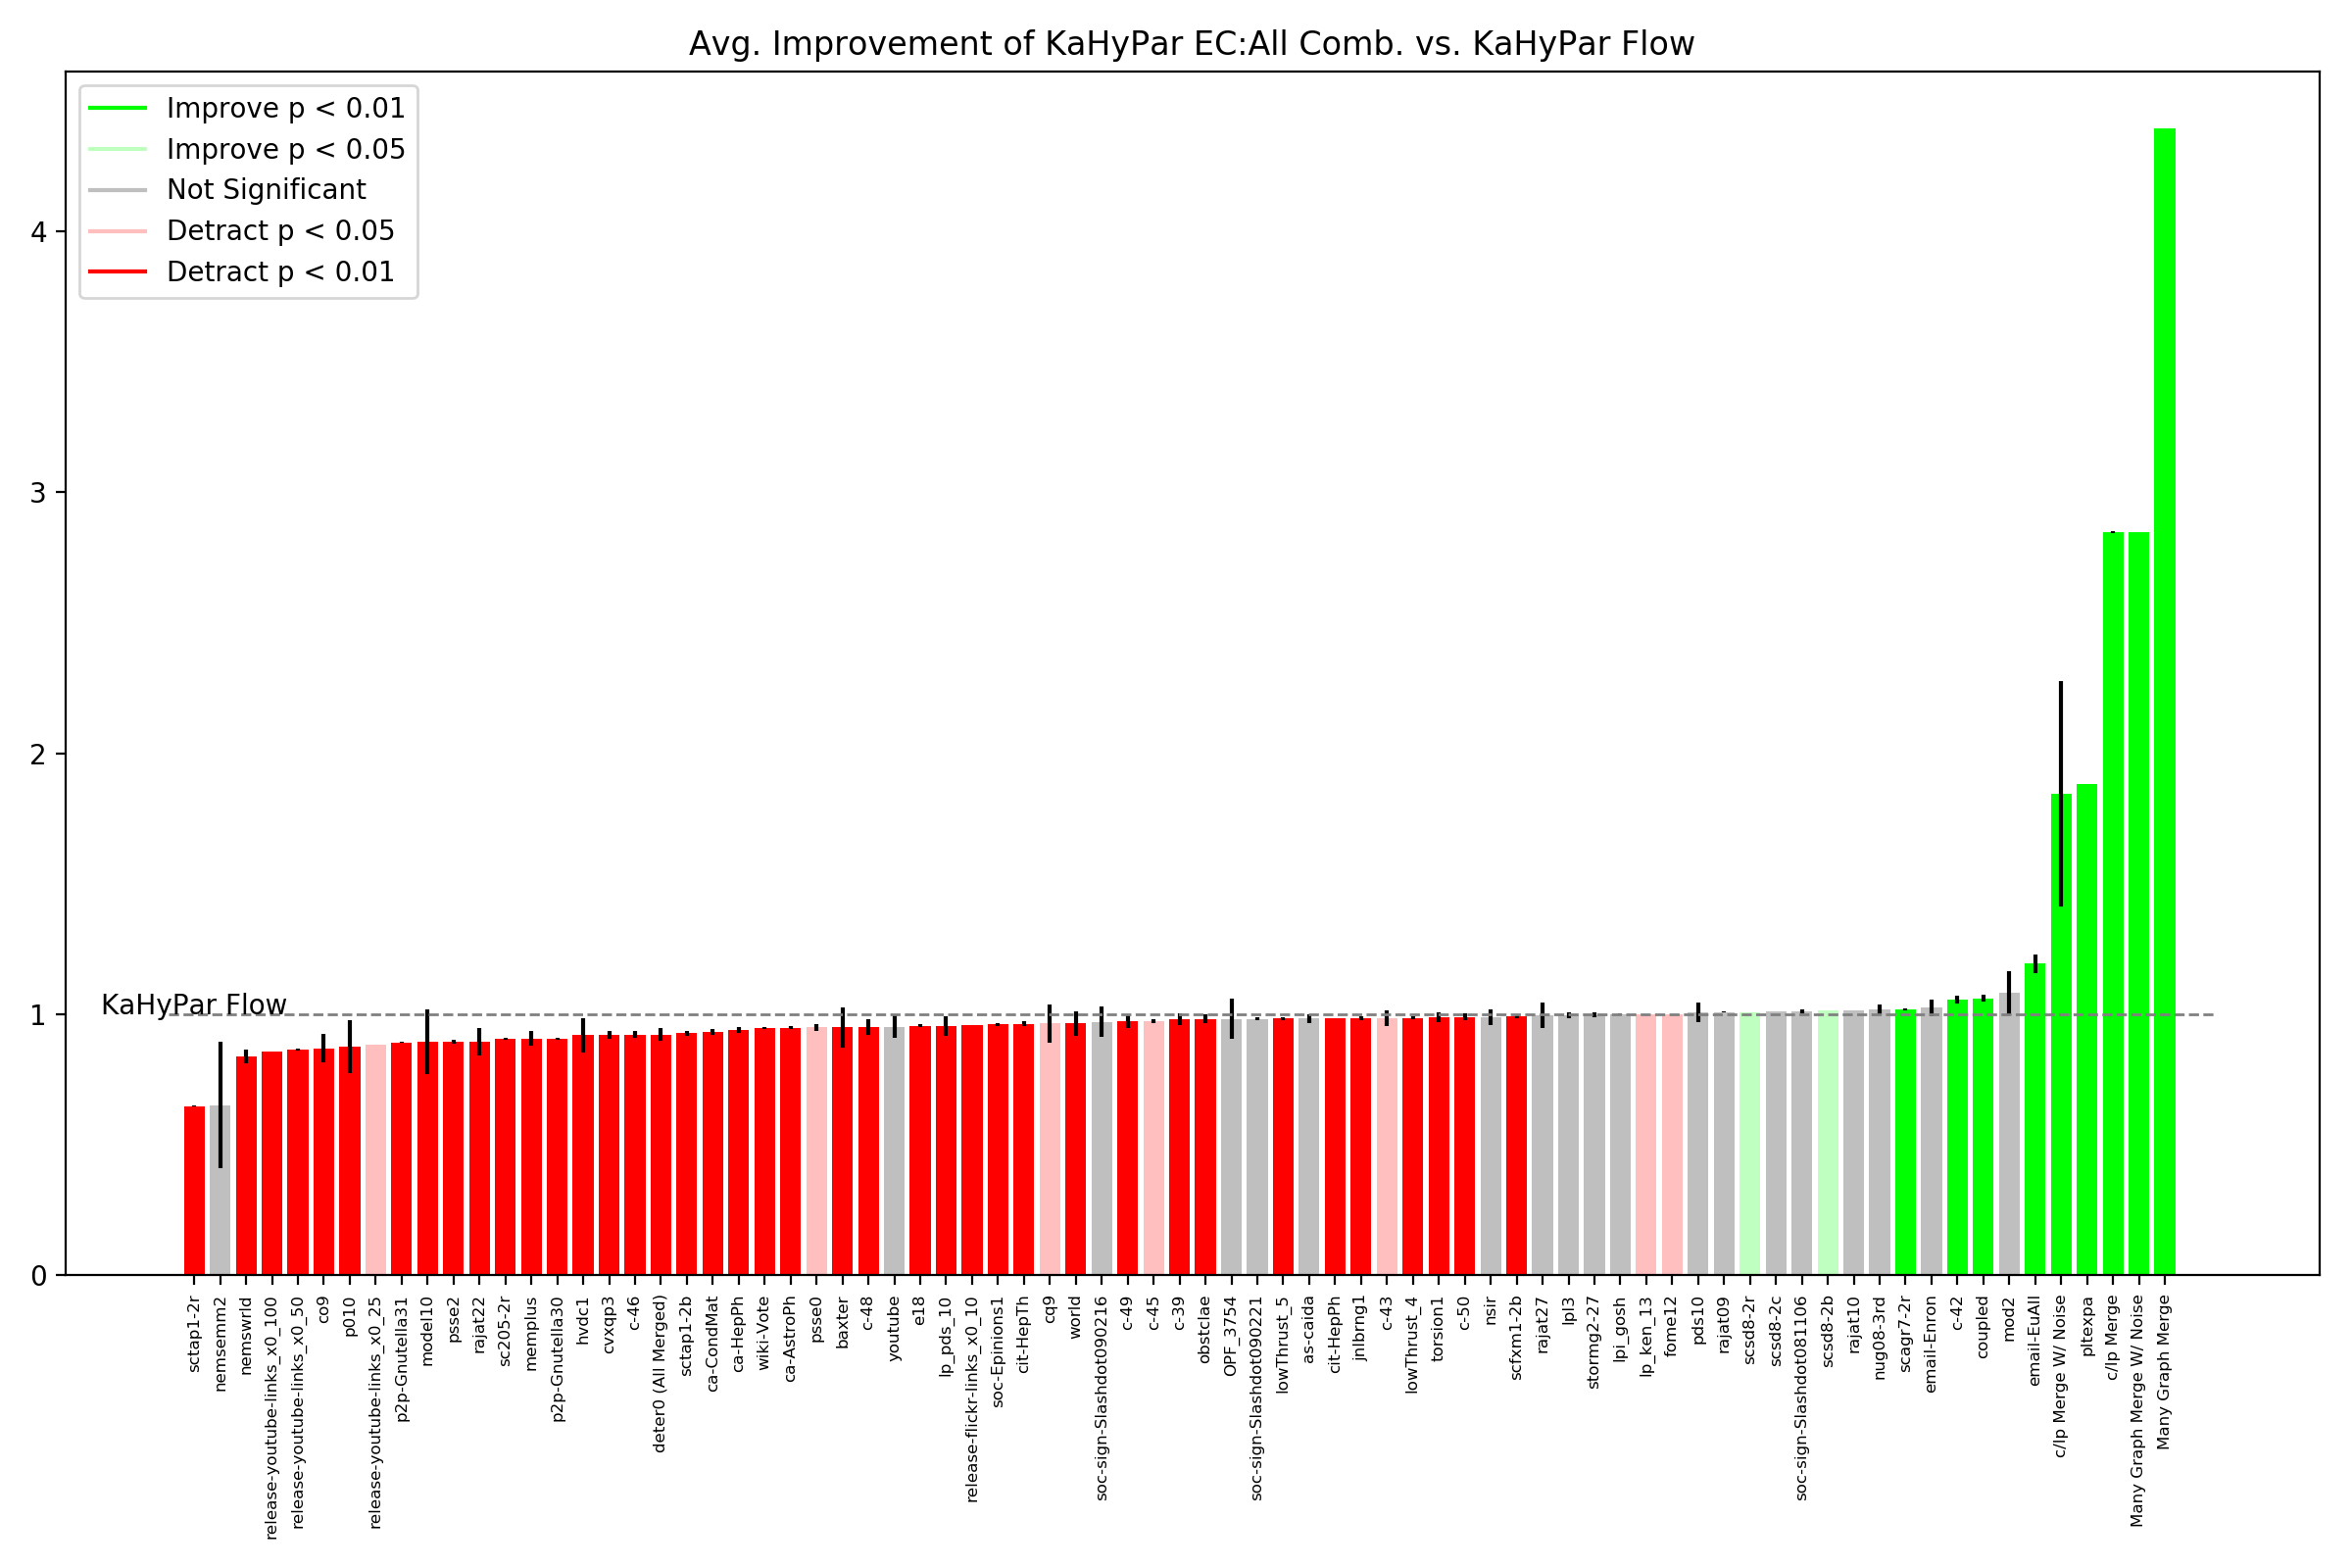 Avg. Improvement of KaHyPar EC:All Comb. vs. KaHyPar Flow
Improve p < 0.01
Improve p < 0.05
Not Significant
Detract p < 0.05
Detract p < 0.01
4
3
2
1
0
KaHyPar Flow
sctap1-2r
nemsemm2
nemswrld
release-youtube-links_x0_100
release-youtube-links_x0_50
co9
p010
release-youtube-links_x0_25
p2p-Gnutella31
model10
psse2
rajat22
sc205-2r
memplus
p2p-Gnutella30
hvdc1
cvxqp3
c-46
deter0 (All Merged)
sctap1-2b
ca-CondMat
ca-HepPh
wiki-Vote
ca-AstroPh
psse0
baxter
c-48
youtube
e18
lp_pds_10
release-flickr-links_x0_10
soc-Epinions1
cit-HepTh
cq9
world
soc-sign-Slashdot090216
c-49
c-45
c-39
obstclae
OPF_3754
soc-sign-Slashdot090221
lowThrust_5
as-caida
cit-HepPh
jnlbrng1
c-43
lowThrust_4
torsion1
c-50
nsir
scfxm1-2b
rajat27
lpl3
stormg2-27
lpi_gosh
lp_ken_13
fome12
pds10
rajat09
scsd8-2r
scsd8-2c
soc-sign-Slashdot081106
scsd8-2b
rajat10
nug08-3rd
scagr7-2r
email-Enron
c-42
coupled
mod2
email-EuAll
c/lp Merge W/ Noise
pltexpa
c/lp Merge
Many Graph Merge W/ Noise
Many Graph Merge